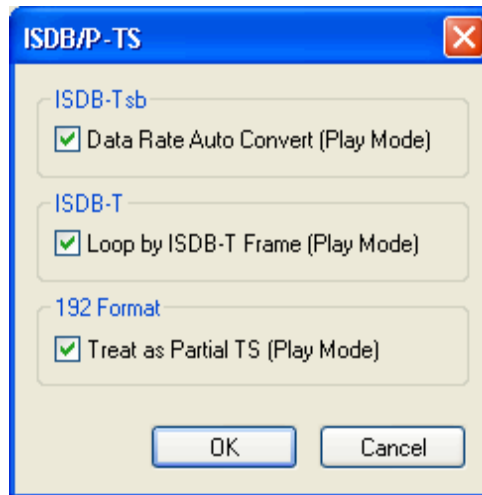 ISDB/P-TS
ISDB-Tsb
Data Rate Auto Convert (Play Mode)
ISDB-T
Loop by ISDB-T Frame (Play Mode)
192 Format
Treat as Partial TS (Play Mode)
OK
Cancel